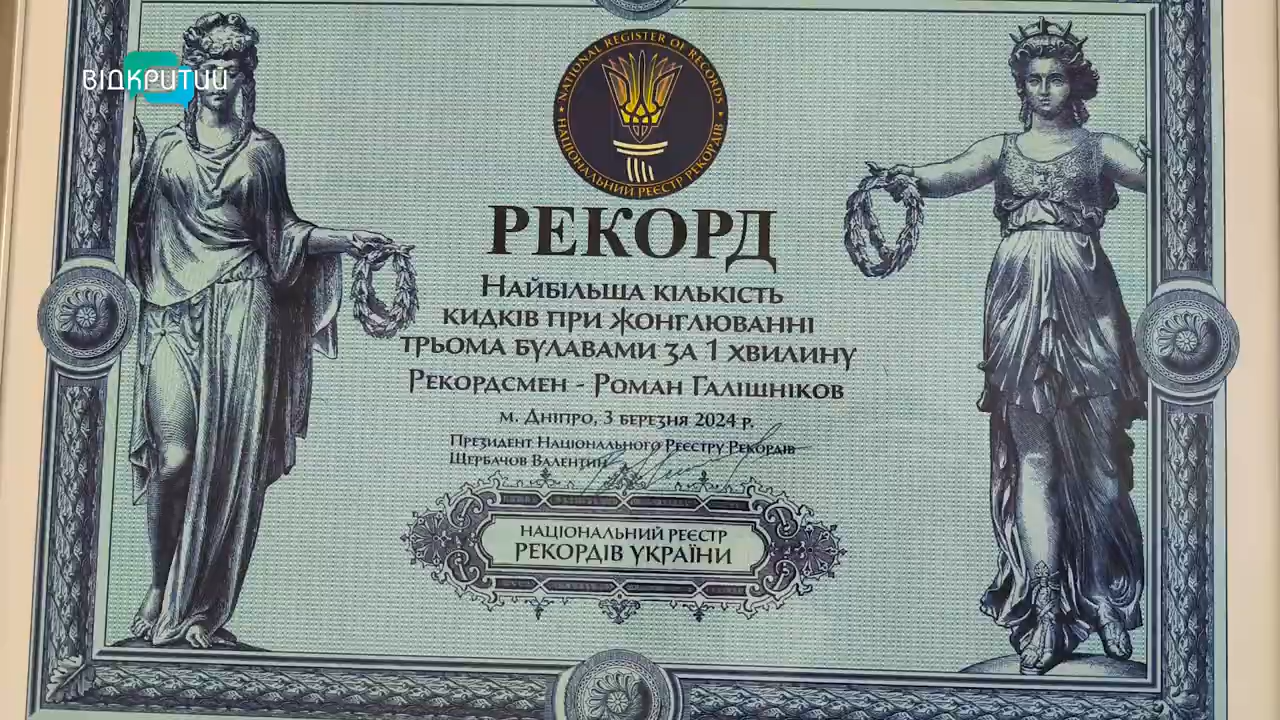 ВІДКРИТИЙ
NATIONAL REGISTER OF RECORDS
НАЦІОНАЛЬНИЙ РЕЄСТР РЕКОРДІВ
РЕКОРД
НАЙБІЛЬША КІЛЬКІСТЬ
КИДКІВ ПРИ ЖОНГЛЮВАННІ
ТРЬОМА БУЛАВАМИ ЗА 1 ХВИЛИНУ
РЕКОРДСМЕН - РОМАН ГАЛІШНІКОВ
м. Дніпро, 3 березня 2024 р.
Президент Національного Реєстру Рекордів
Щербачов Валентин
НАЦІОНАЛЬНИЙ РЕЄСТР
РЕКОРДІВ УКРАЇНИ